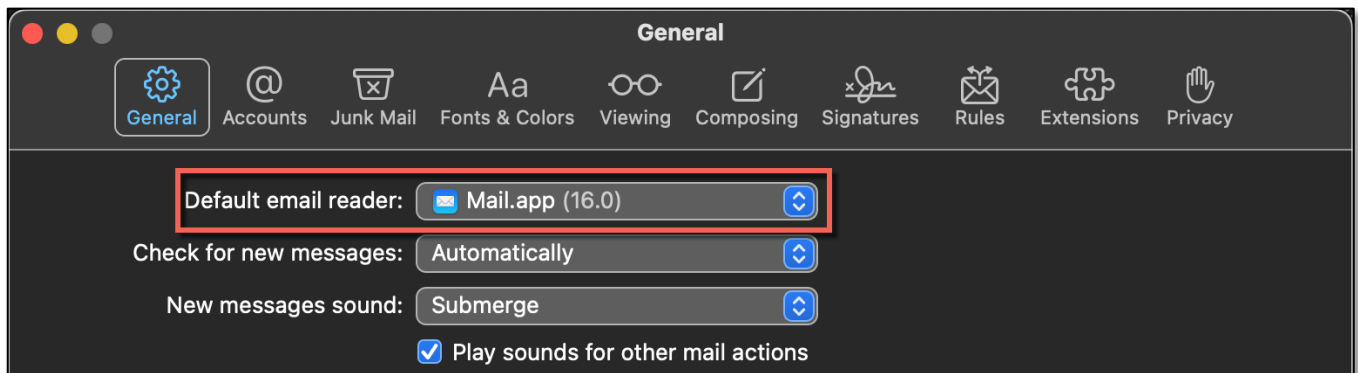 General
General
Accounts
Junk Mail
Aa
Fonts & Colors
Viewing
Composing
Signatures
Rules
Extensions
Privacy
Default email reader: Mail.app (16.0)
Check for new messages: Automatically
New messages sound: Submerge
Play sounds for other mail actions